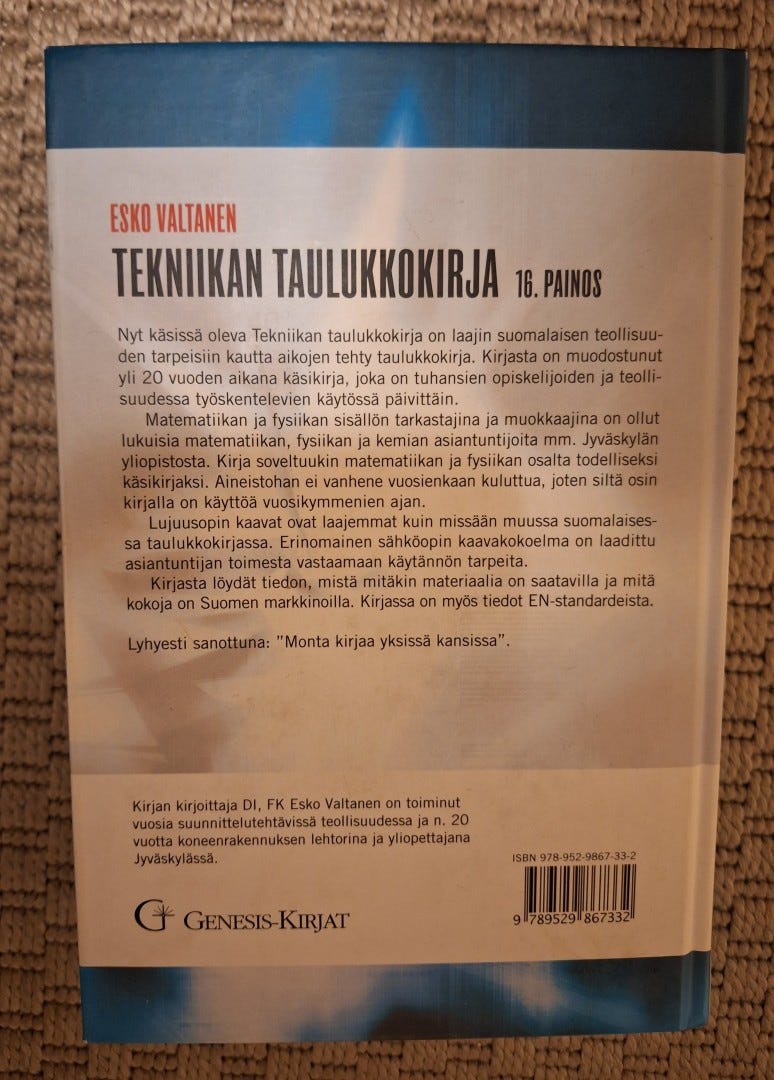 ESKO VALTANEN
TEKNIIKAN TAULUKKOKIRJA 16. PAINOS
Nyt käsissä oleva Tekniikan taulukkokirja on laajin suomalaisen teollisuu-
den tarpeisiin kautta aikojen tehty taulukkokirja. Kirjasta on muodostunut
yli 20 vuoden aikana käsikirja, joka on tuhansien opiskelijoiden ja teolli-
suudessa työskentelevien käytössä päivittäin.
Matematiikan ja fysiikan sisällön tarkastajina ja muokkaajina on ollut
lukuisia matematiikan, fysiikan ja kemian asiantuntijoita mm. Jyväskylän
yliopistosta. Kirja soveltuukin matematiikan ja fysiikan osalta todelliseksi
käsikirjaksi. Aineistohan ei vanhene vuosienkaan kuluttua, joten siltä osin
kirjalla on käyttöä vuosikymmenien ajan.
Lujuusopin kaavat ovat laajemmat kuin missään muussa suomalaises-
sa taulukkokirjassa. Erinomainen sähköopin kaavakokoelma on laadittu
asiantuntijan toimesta vastaamaan käytännön tarpeita.
Kirjasta löydät tiedon, mistä mitäkin materiaalia on saatavilla ja mitä
kokoja on Suomen markkinoilla. Kirjassa on myös tiedot EN-standardeista.
Lyhyesti sanottuna: "Monta kirjaa yksissä kansissa".
Kirjan kirjoittaja DI, FK Esko Valtanen on toiminut
vuosia suunnittelutehtävissä teollisuudessa ja n. 20
vuotta koneenrakennuksen lehtorina ja yliopettajana
Jyväskylässä.
ISBN 978-952-9867-33-2
9 789529 867332
GENESIS-KIRJAT